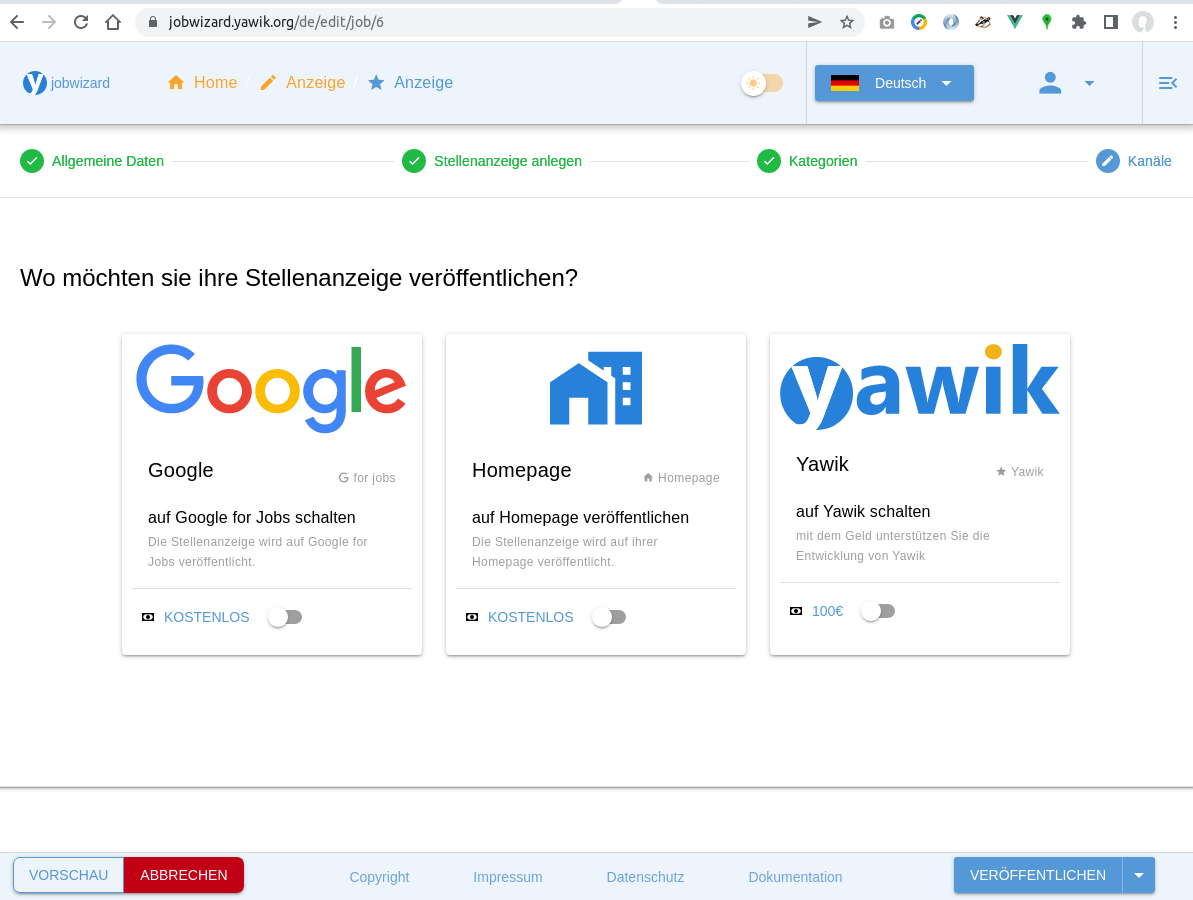 jobwizard.yawik.org/de/edit/job/6
y jobwizard
Home / Anzeige / Anzeige
Deutsch
Allgemeine Daten
Stellenanzeige anlegen
Kategorien
Kanäle
Wo möchten sie ihre Stellenanzeige veröffentlichen?
Google
Google
G for jobs
auf Google for Jobs schalten
Die Stellenanzeige wird auf Google for
Jobs veröffentlicht.
KOSTENLOS
Homepage
Homepage
auf Homepage veröffentlichen
Die Stellenanzeige wird auf ihrer
Homepage veröffentlicht.
KOSTENLOS
yawik
Yawik
Yawik
auf Yawik schalten
mit dem Geld unterstützen Sie die
Entwicklung von Yawik
100€
VORSCHAU
ABBRECHEN
Copyright
Impressum
Datenschutz
Dokumentation
VERÖFFENTLICHEN